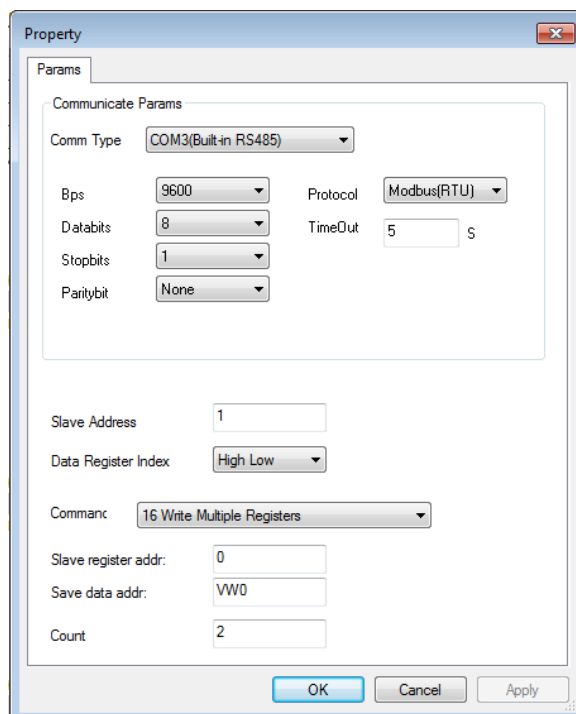 Property
Params
Communicate Params
Comm Type COM3(Built-in RS485)
Bps 9600 Protocol Modbus(RTU)
Databits 8 TimeOut 5 S
Stopbits 1
Paritybit None
Slave Address 1
Data Register Index High Low
Commanc 16 Write Multiple Registers
Slave register addr: 0
Save data addr: VW0
Count 2
OK Cancel Apply